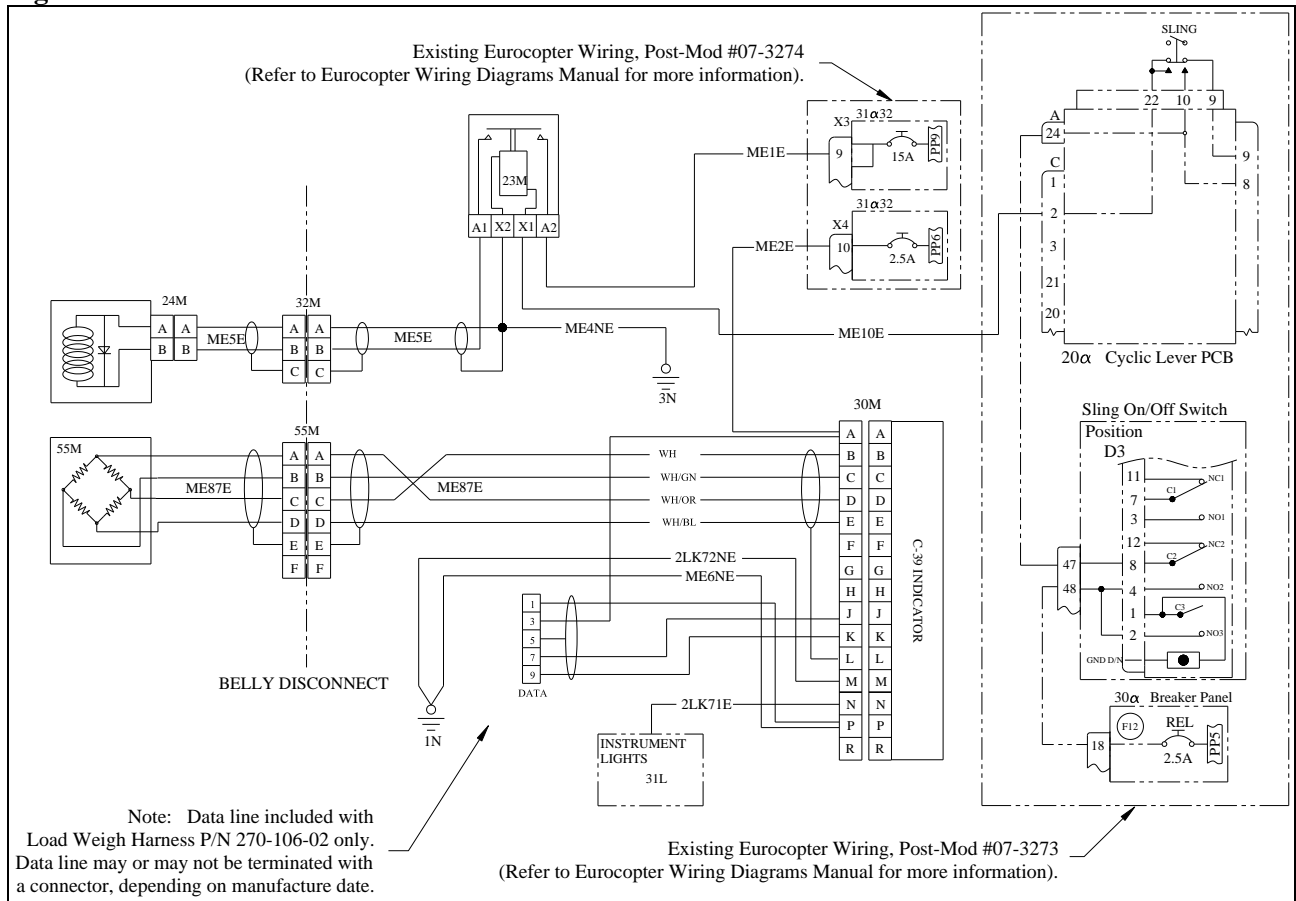 SLING
Existing Eurocopter Wiring, Post-Mod #07-3274
(Refer to Eurocopter Wiring Diagrams Manual for more information).
22 10 9
X3
31α32
A
24
ME1E
9
15A
PP9
9
C
8
1
23M
31α32
A1 X2 X1 A2
2
X4
ME2E
10
2.5A
PP6
3
21
24M
32M
20
A A
A A
ME5E
ME5E
ME4NE
ME10E
B B
B B
20α Cyclic Lever PCB
C C
3N
30M
Sling On/Off Switch
Position
D3
55M
55M
A A
A A
WH
B B
B B
WH/GN
C C
ME87E
C C
ME87E
WH/OR
D D
D D
WH/BL
E E
E E
F F
F F
G G
2LK72NE
H H
ME6NE
J J
K K
L L
M M
N N
P P
R R
C-39 INDICATOR
11
NC1
7
C1
3
NO1
12
NC2
47
8
C2
48
4
NO2
1
C3
2
NO3
GND D/N
1
3
5
7
9
DATA
BELLY DISCONNECT
1N
2LK71E
INSTRUMENT
LIGHTS
31L
30α Breaker Panel
F12
REL
18
2.5A
PP5
Note: Data line included with
Load Weigh Harness P/N 270-106-02 only.
Data line may or may not be terminated with
a connector, depending on manufacture date.
Existing Eurocopter Wiring, Post-Mod #07-3273
(Refer to Eurocopter Wiring Diagrams Manual for more information).